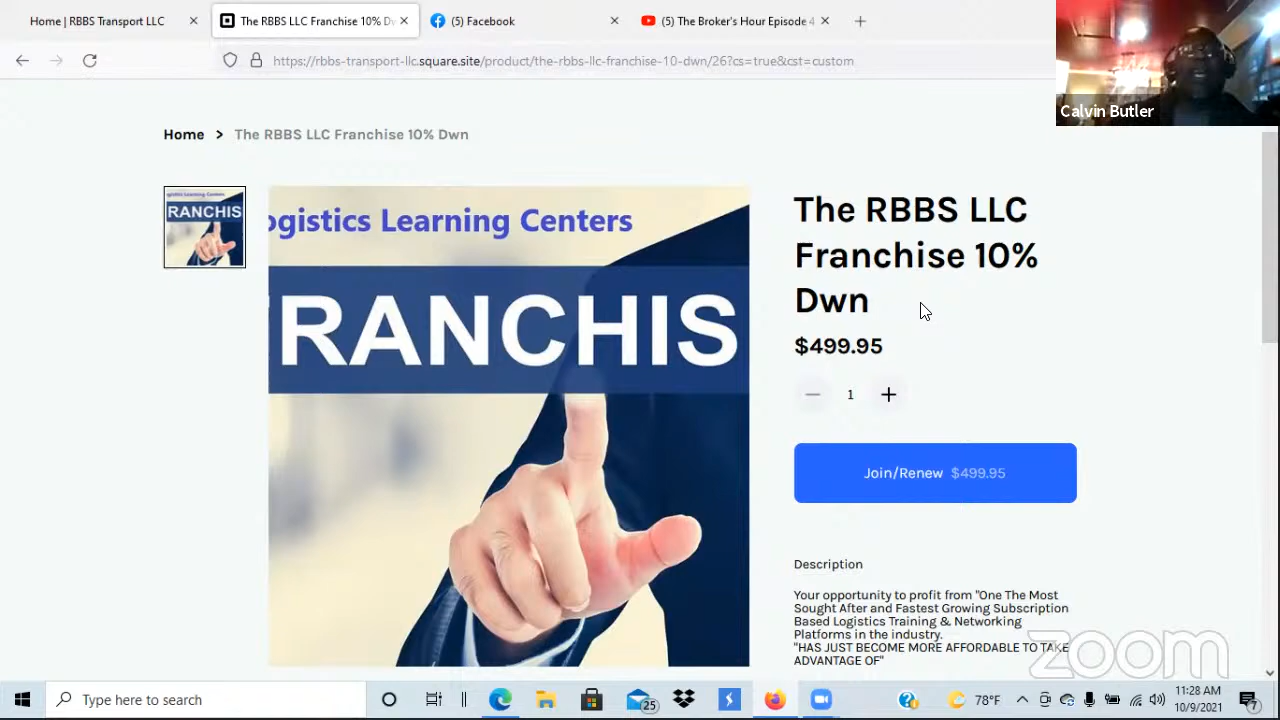 Home | RBBS Transport LLC
The RBBS LLC Franchise 10% Dw
(5) Facebook
(5) The Broker's Hour Episode 4
https://rbbs-transport-llc.square.site/product/the-rbbs-llc-franchise-10-dwn/26?cs=true&cst=custom
Calvin Butler
Home > The RBBS LLC Franchise 10% Dwn
ogistics Learning Centers
RANCHIS
ogistics Learning Centers
RANCHIS
The RBBS LLC
Franchise 10%
Dwn
$499.95
1
Join/Renew $499.95
Description
Your opportunity to profit from "One The Most
Sought After and Fastest Growing Subscription
Based Logistics Training & Networking
Platforms in the industry.
"HAS JUST BECOME MORE AFFORDABLE TO TAKE
ADVANTAGE OF"
zoom
Type here to search
25
78°F
11:28 AM
10/9/2021
7